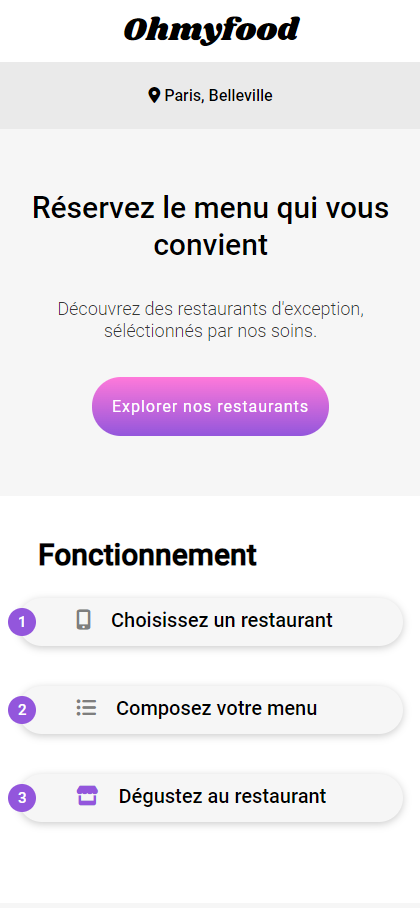 Ohmyfood
Paris, Belleville
Réservez le menu qui vous
convient
Découvrez des restaurants d'exception,
séléctionnés par nos soins.
Explorer nos restaurants
Fonctionnement
1 Choisissez un restaurant
2 Composez votre menu
3 Dégustez au restaurant